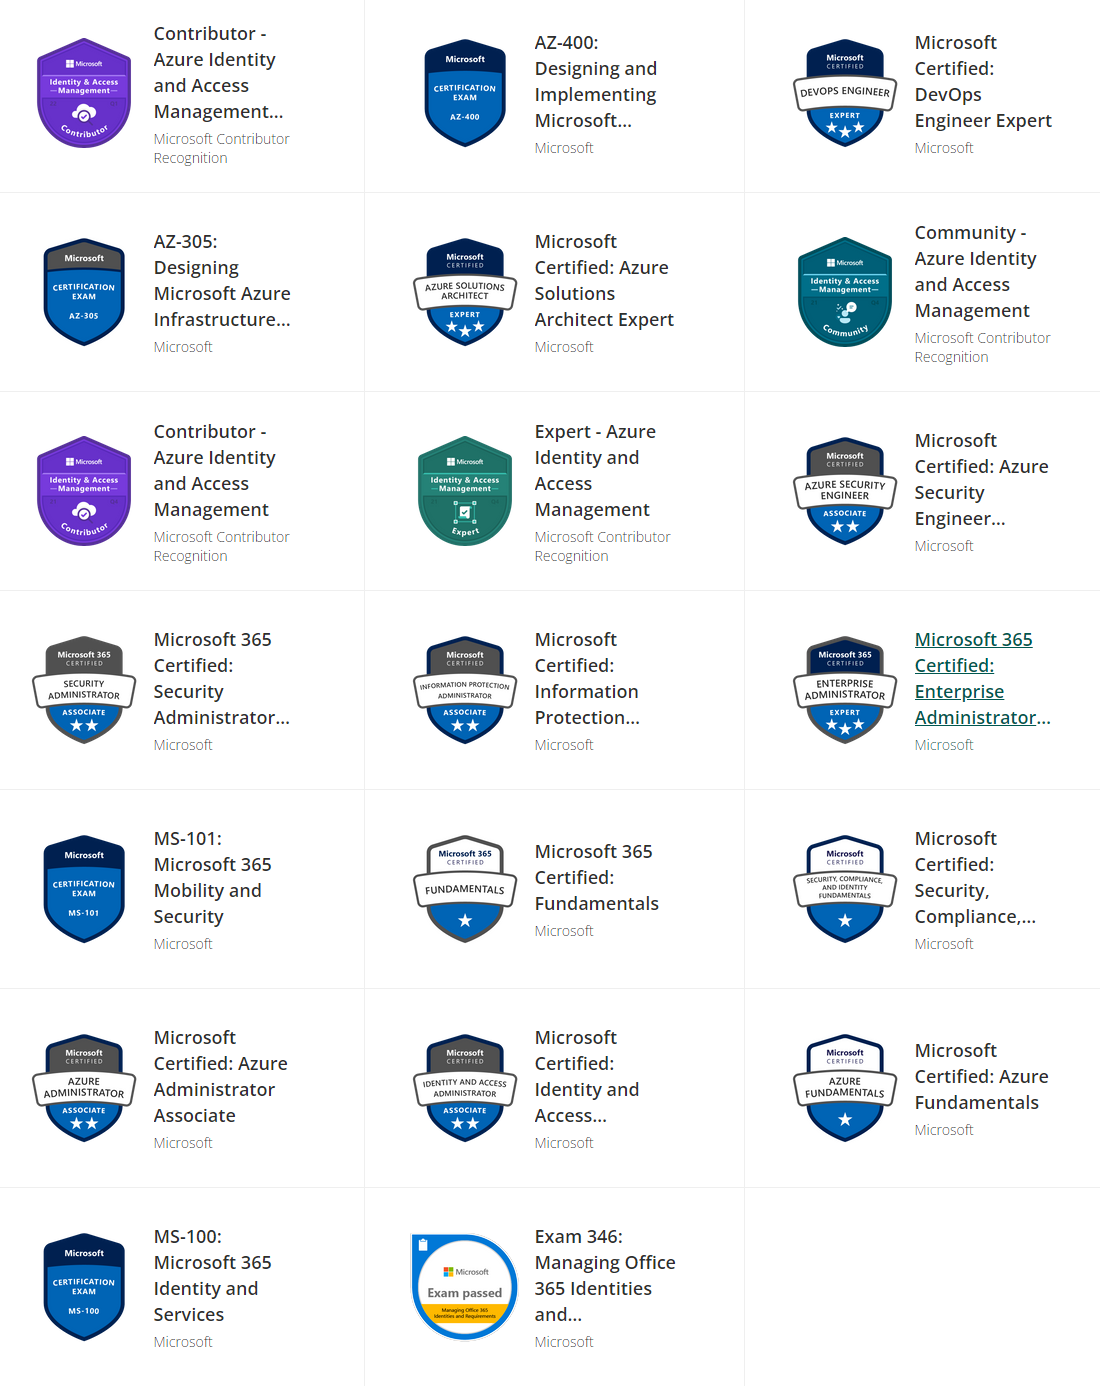 Microsoft
Identity & Access
Management
Contributor
Contributor -
Azure Identity
and Access
Management...
Microsoft Contributor
Recognition
Microsoft
CERTIFICATION
EXAM
AZ-400
AZ-400:
Designing and
Implementing
Microsoft...
Microsoft
Microsoft
CERTIFIED
DEVOPS ENGINEER
EXPERT
Microsoft
Certified:
DevOps
Engineer Expert
Microsoft
Microsoft
CERTIFICATION
EXAM
AZ-305
AZ-305:
Designing
Microsoft Azure
Infrastructure...
Microsoft
Microsoft
CERTIFIED
AZURE SOLUTIONS
ARCHITECT
EXPERT
Microsoft
Certified: Azure
Solutions
Architect Expert
Microsoft
Microsoft
Identity & Access
Management
Community
Community -
Azure Identity
and Access
Management
Microsoft Contributor
Recognition
Microsoft
Identity & Access
Management
Contributor
Contributor -
Azure Identity
and Access
Management
Microsoft Contributor
Recognition
Microsoft
Identity & Access
Management
Expert
Expert - Azure
Identity and
Access
Management
Microsoft Contributor
Recognition
Microsoft
CERTIFIED
AZURE SECURITY
ENGINEER
ASSOCIATE
Microsoft
Certified: Azure
Security
Engineer...
Microsoft
Microsoft 365
CERTIFIED
SECURITY
ADMINISTRATOR
ASSOCIATE
Microsoft 365
Certified:
Security
Administrator...
Microsoft
Microsoft
CERTIFIED
INFORMATION PROTECTION
ADMINISTRATOR
ASSOCIATE
Microsoft
Certified:
Information
Protection...
Microsoft
Microsoft 365
CERTIFIED
ENTERPRISE
ADMINISTRATOR
EXPERT
Microsoft 365
Certified:
Enterprise
Administrator...
Microsoft
Microsoft
CERTIFICATION
EXAM
MS-101
MS-101:
Microsoft 365
Mobility and
Security
Microsoft
Microsoft 365
CERTIFIED
FUNDAMENTALS
Microsoft 365
Certified:
Fundamentals
Microsoft
Microsoft
CERTIFIED
SECURITY, COMPLIANCE,
AND IDENTITY
FUNDAMENTALS
Microsoft
Certified:
Security,
Compliance,...
Microsoft
Microsoft
CERTIFIED
AZURE
ADMINISTRATOR
ASSOCIATE
Microsoft
Certified: Azure
Administrator
Associate
Microsoft
Microsoft
CERTIFIED
IDENTITY AND ACCESS
ADMINISTRATOR
ASSOCIATE
Microsoft
Certified:
Identity and
Access...
Microsoft
Microsoft
CERTIFIED
AZURE
FUNDAMENTALS
Microsoft
Certified: Azure
Fundamentals
Microsoft
Microsoft
CERTIFICATION
EXAM
MS-100
MS-100:
Microsoft 365
Identity and
Services
Microsoft
Microsoft
Exam passed
Managing Office 365
Identities and Requirements
Exam 346:
Managing Office
365 Identities
and...
Microsoft